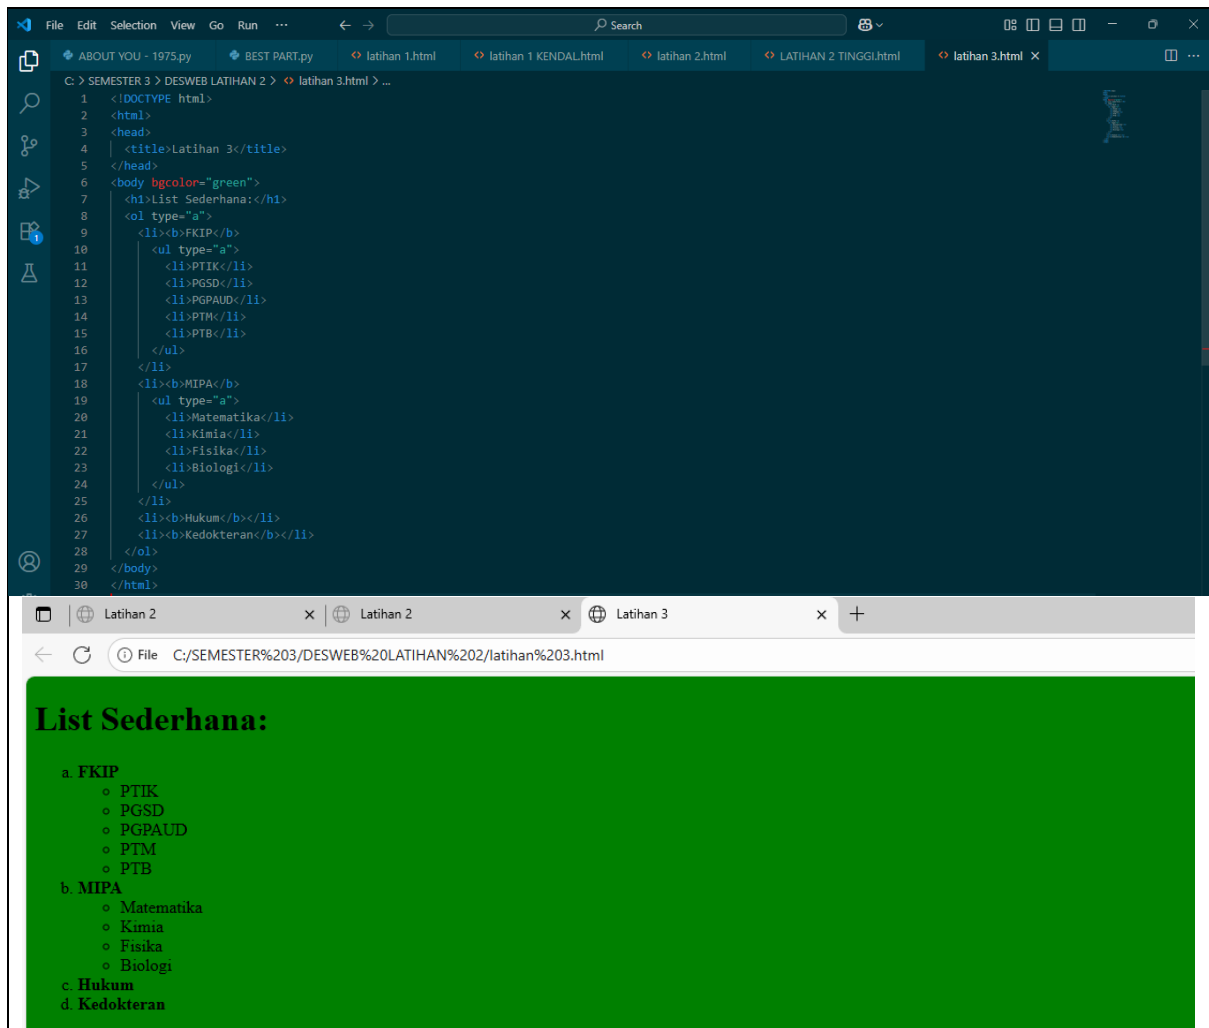 File Edit Selection View Go Run ··· ← → Search
ABOUT YOU - 1975.py BEST PART.py latihan 1.html latihan 1 KENDAL.html latihan 2.html LATIHAN 2 TINGGI.html latihan 3.html
C: > SEMESTER 3 > DESWEB LATIHAN 2 > latihan 3.html > ...
1 <!DOCTYPE html>
2 <html>
3 <head>
4 <title>Latihan 3</title>
5 </head>
6 <body bgcolor="green">
7 <h1>List Sederhana:</h1>
8 <ol type="a">
9 <li><b>FKIP</b>
10 <ul type="a">
11 <li>PTIK</li>
12 <li>PGSD</li>
13 <li>PGPAUD</li>
14 <li>PTM</li>
15 <li>PTB</li>
16 </ul>
17 </li>
18 <li><b>MIPA</b>
19 <ul type="a">
20 <li>Matematika</li>
21 <li>Kimia</li>
22 <li>Fisika</li>
23 <li>Biologi</li>
24 </ul>
25 </li>
26 <li><b>Hukum</b></li>
27 <li><b>Kedokteran</b></li>
28 </ol>
29 </body>
30 </html>
1
Latihan 2 Latihan 2 Latihan 3
File C:/SEMESTER%203/DESWEB%20LATIHAN%202/latihan%203.html
List Sederhana:
a. FKIP
PTIK
PGSD
PGPAUD
PTM
PTB
b. MIPA
Matematika
Kimia
Fisika
Biologi
c. Hukum
d. Kedokteran